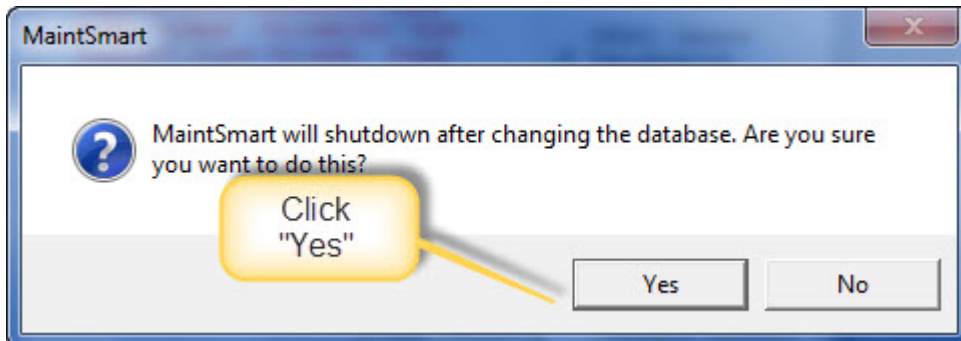 MaintSmart
MaintSmart will shutdown after changing the database. Are you sure
you want to do this?
Click
"Yes"
Yes
No